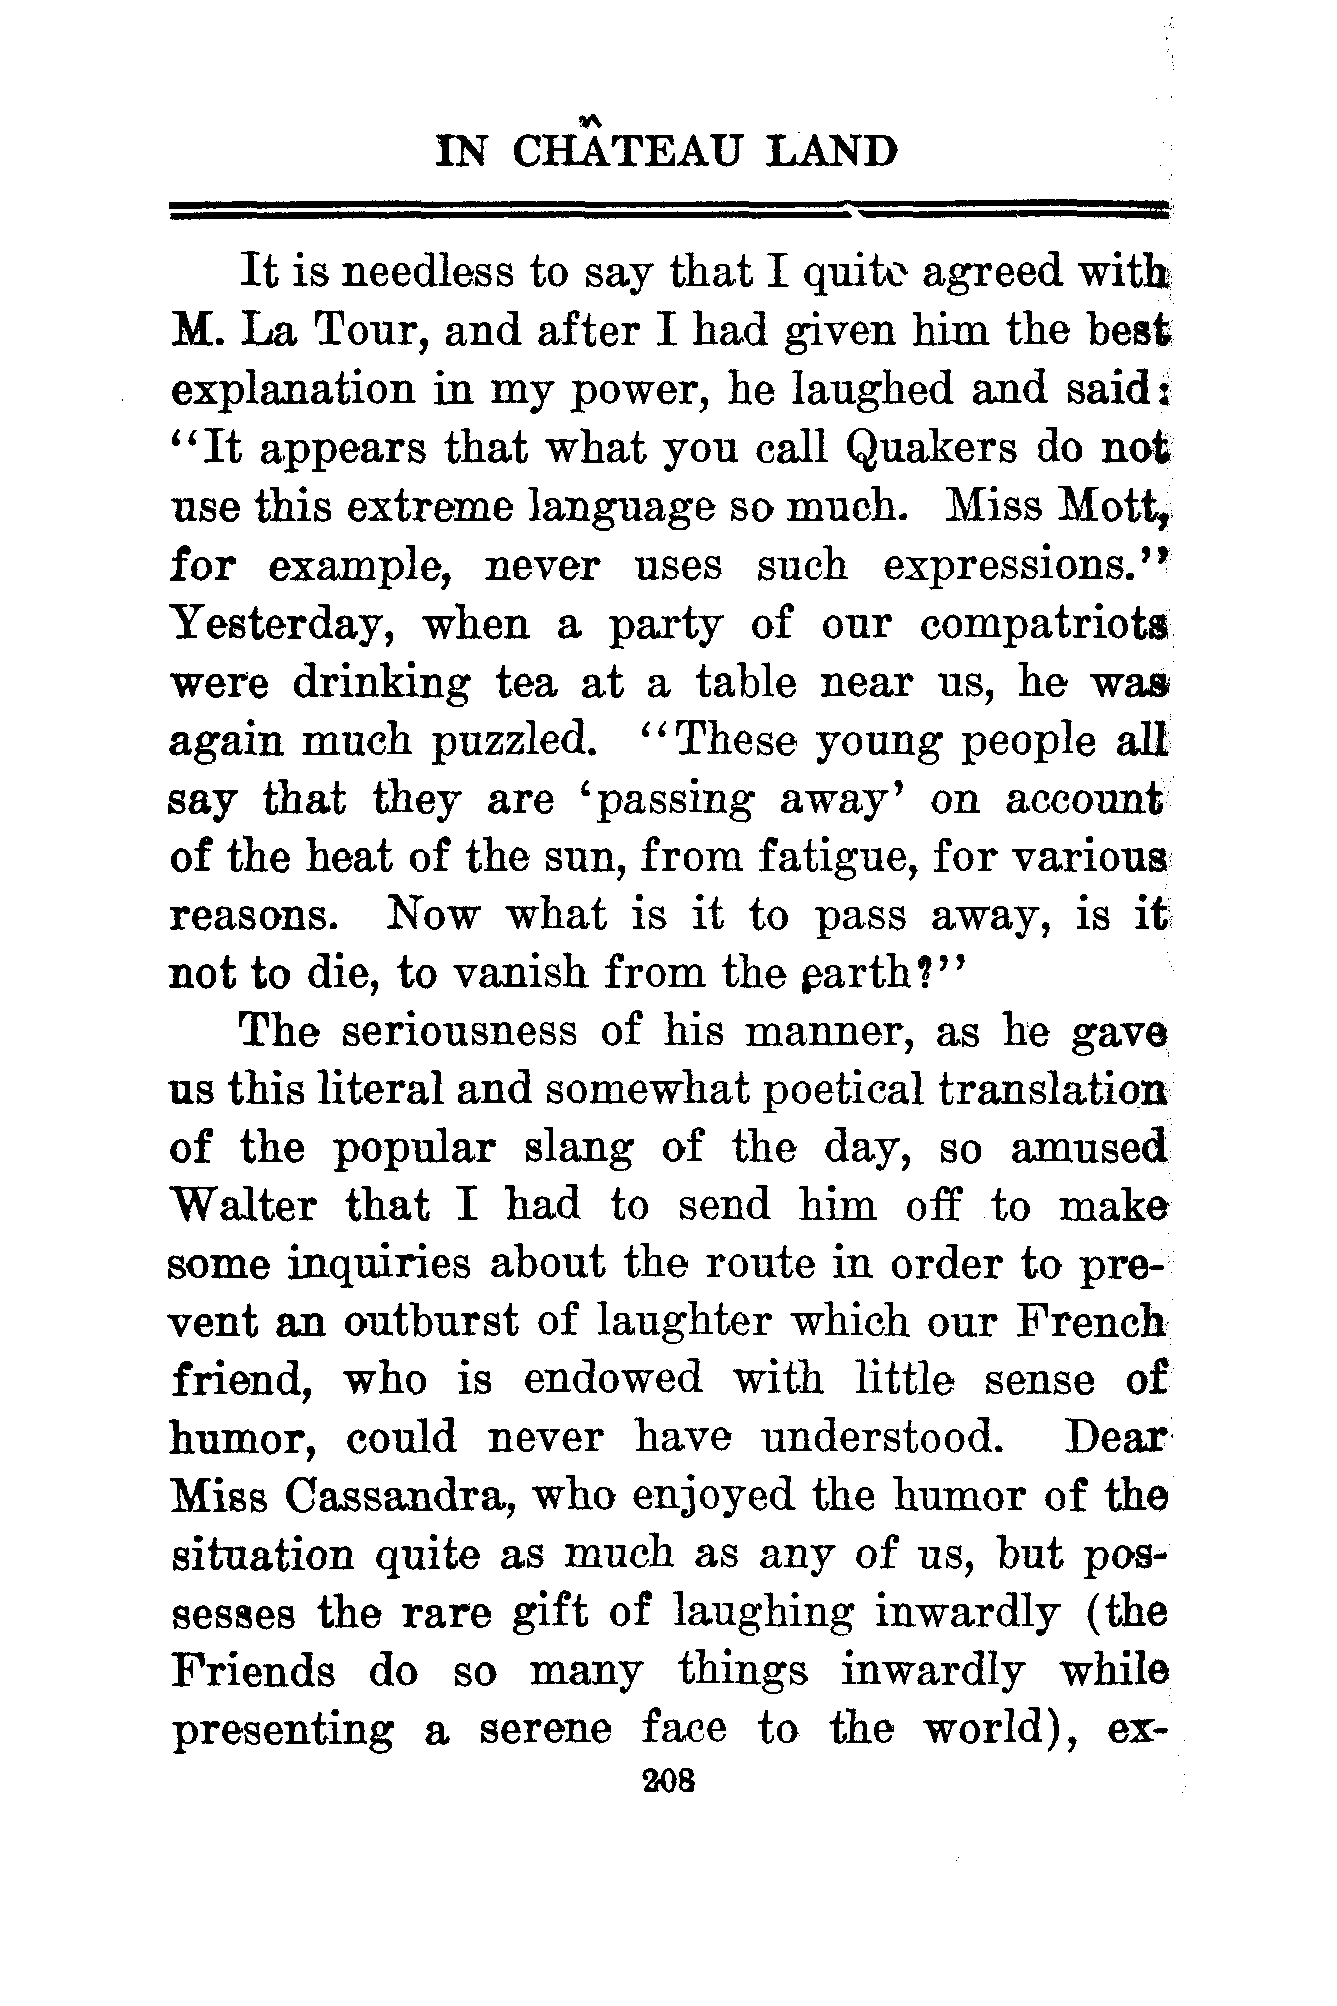 IN CHÂTEAU LAND
It is needless to say that I quite agreed with
M. La Tour, and after I had given him the best
explanation in my power, he laughed and said:
"It appears that what you call Quakers do not
use this extreme language so much. Miss Mott,
for example, never uses such expressions."
Yesterday, when a party of our compatriots
were drinking tea at a table near us, he was
again much puzzled. "These young people all
say that they are 'passing away' on account
of the heat of the sun, from fatigue, for various
reasons. Now what is it to pass away, is it
not to die, to vanish from the earth?"
The seriousness of his manner, as he gave
us this literal and somewhat poetical translation
of the popular slang of the day, so amused
Walter that I had to send him off to make
some inquiries about the route in order to pre-
vent an outburst of laughter which our French
friend, who is endowed with little sense of
humor, could never have understood. Dear
Miss Cassandra, who enjoyed the humor of the
situation quite as much as any of us, but pos-
sesses the rare gift of laughing inwardly (the
Friends do so many things inwardly while
presenting a serene face to the world), ex-
208